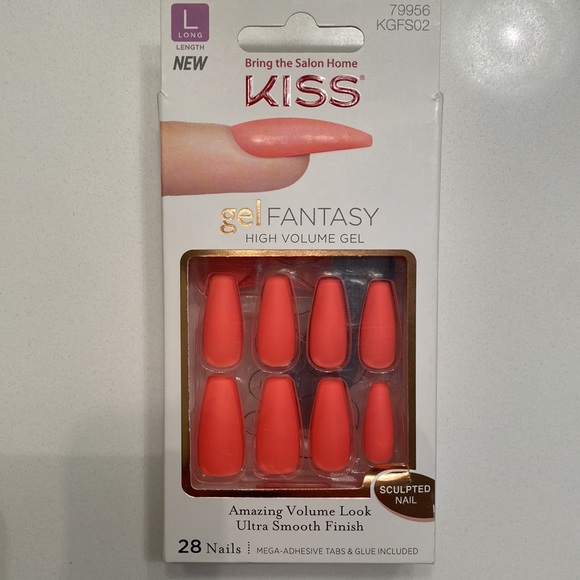 L
LONG
LENGTH
NEW
79956
KGFS02
Bring the Salon Home
KISS®
gel FANTASY
HIGH VOLUME GEL
SCULPTED
NAIL
Amazing Volume Look
Ultra Smooth Finish
28 Nails MEGA-ADHESIVE TABS & GLUE INCLUDED